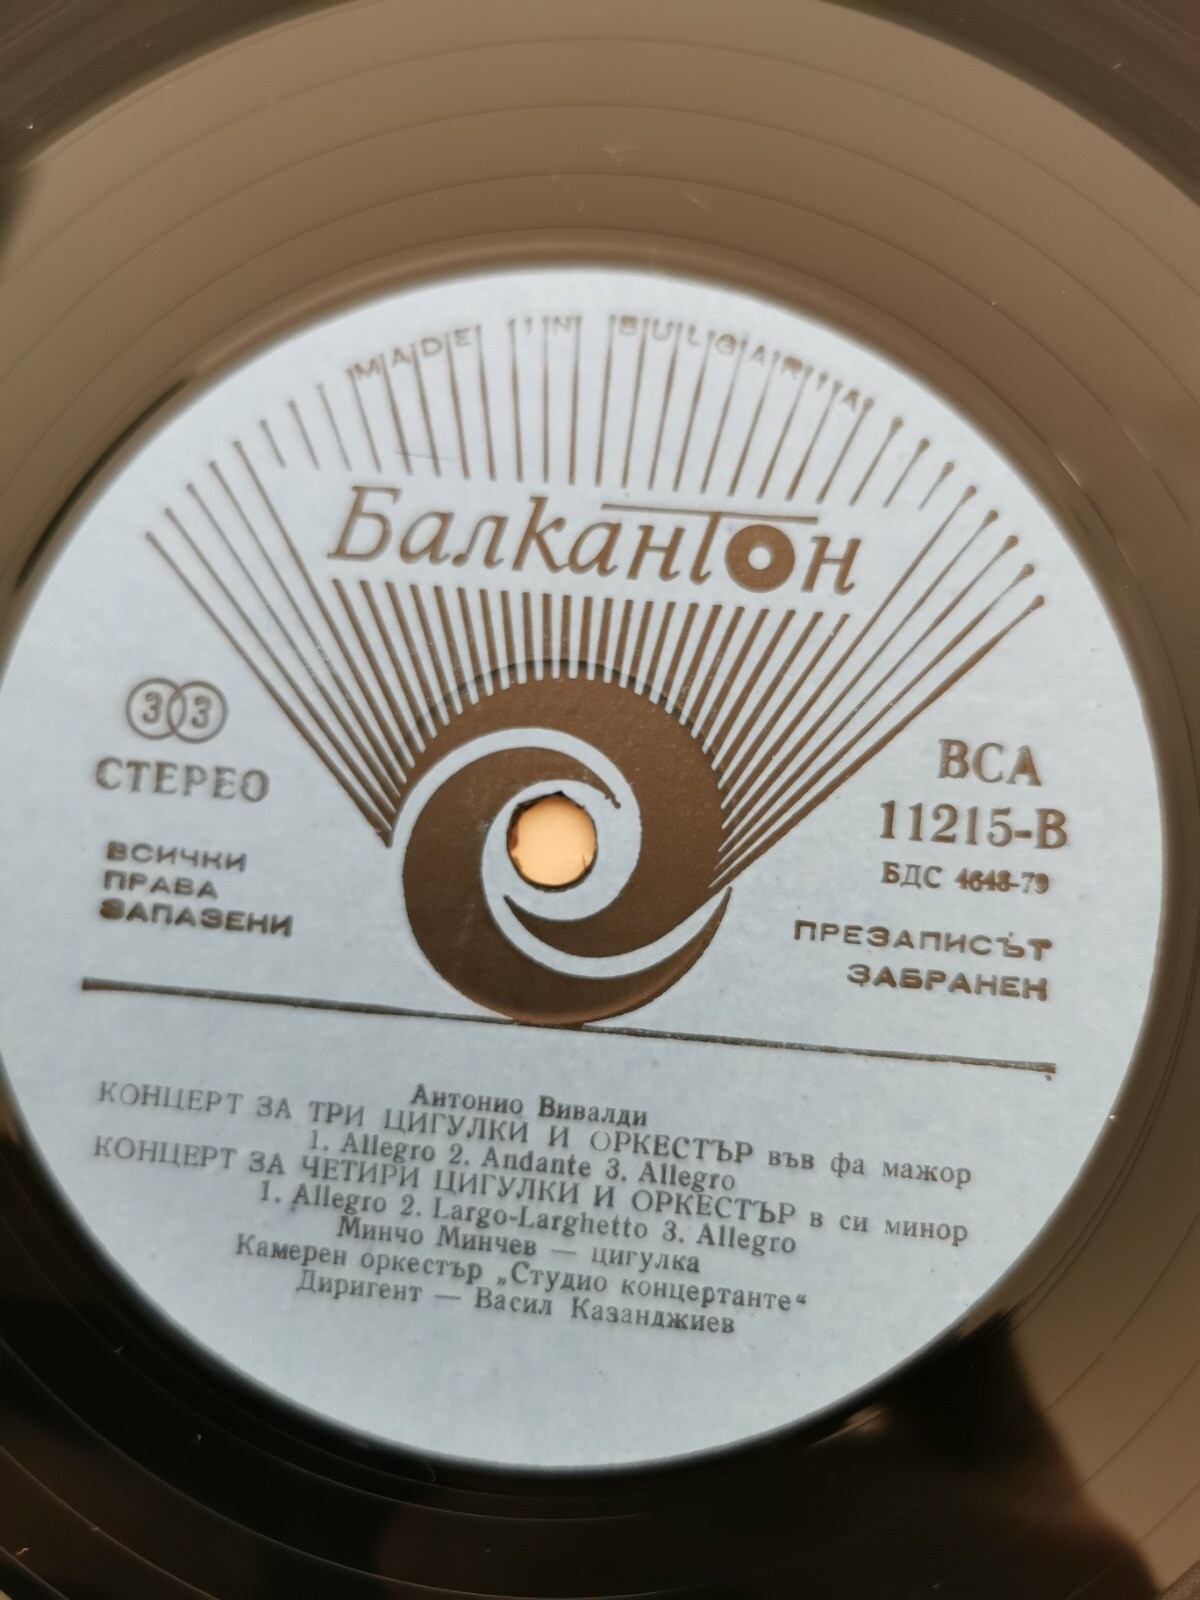 MADE IN BULGARIA
Балкантон
33
СТЕРЕО
ВСИЧКИ
ПРАВА
ЗАПАЗЕНИ
ВСА
11215-В
БДС 4648-79
ПРЕЗАПИСЪТ
ЗАБРАНЕН
Антонио Вивалди
КОНЦЕРТ ЗА ТРИ ЦИГУЛКИ И ОРКЕСТЪР във фа мажор
1. Allegro 2. Andante 3. Allegro
КОНЦЕРТ ЗА ЧЕТИРИ ЦИГУЛКИ И ОРКЕСТЪР в си минор
1. Allegro 2. Largo-Larghetto 3. Allegro
Минчо Минчев — цигулка
Камерен оркестър „Студио концертанте“
Диригент — Васил Казанджиев